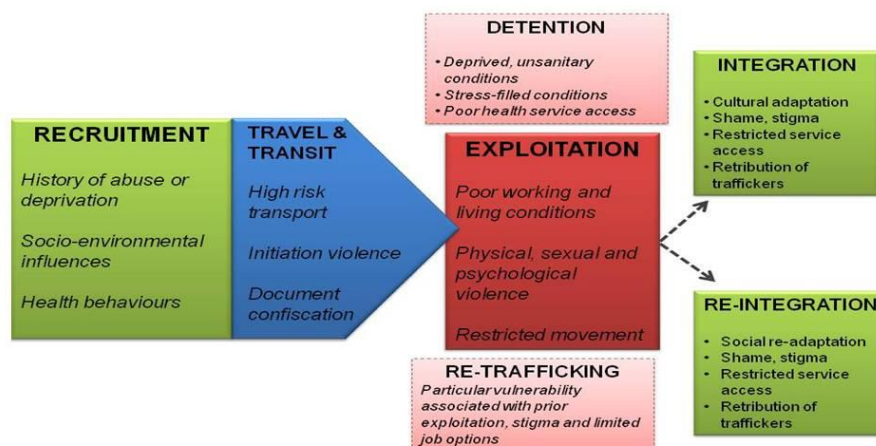 RECRUITMENT
History of abuse or
deprivation
Socio-environmental
influences
Health behaviours
TRAVEL &
TRANSIT
High risk
transport
Initiation violence
Document
confiscation
DETENTION
• Deprived, unsanitary
conditions
• Stress-filled conditions
• Poor health service access
EXPLOITATION
Poor working and
living conditions
Physical, sexual and
psychological
violence
Restricted movement
RE-TRAFFICKING
Particular vulnerability
associated with prior
exploitation, stigma and limited
job options
INTEGRATION
• Cultural adaptation
• Shame, stigma
• Restricted service
access
• Retribution of
traffickers
RE-INTEGRATION
• Social re-adaptation
• Shame, stigma
• Restricted service
access
• Retribution of
traffickers